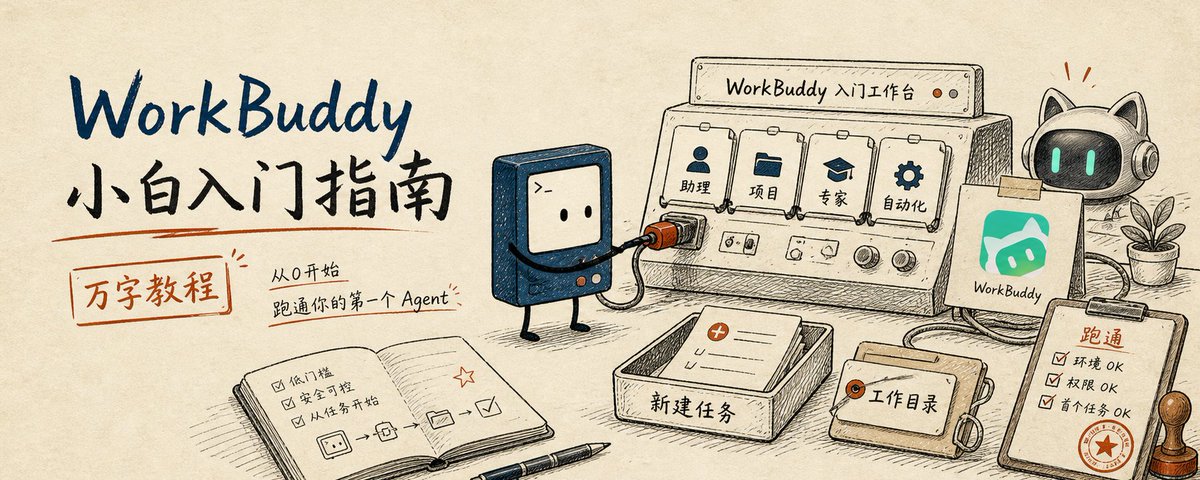 WorkBuddy
小白入门指南
万字教程
从0开始
跑通你的第一个 Agent
WorkBuddy 入门工作台
助理
项目
专家
自动化
>_
WorkBuddy
低门槛
安全可控
从任务开始
新建任务
工作目录
跑通
环境 OK
权限 OK
首个任务 OK